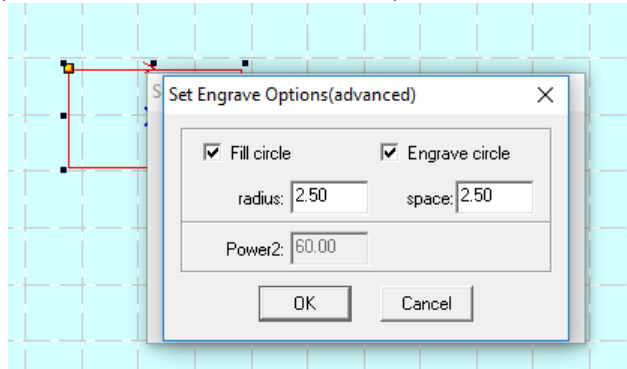 S
Set Engrave Options(advanced)
Fill circle Engrave circle
radius: 2.50 space: 2.50
Power2: 60.00
OK Cancel